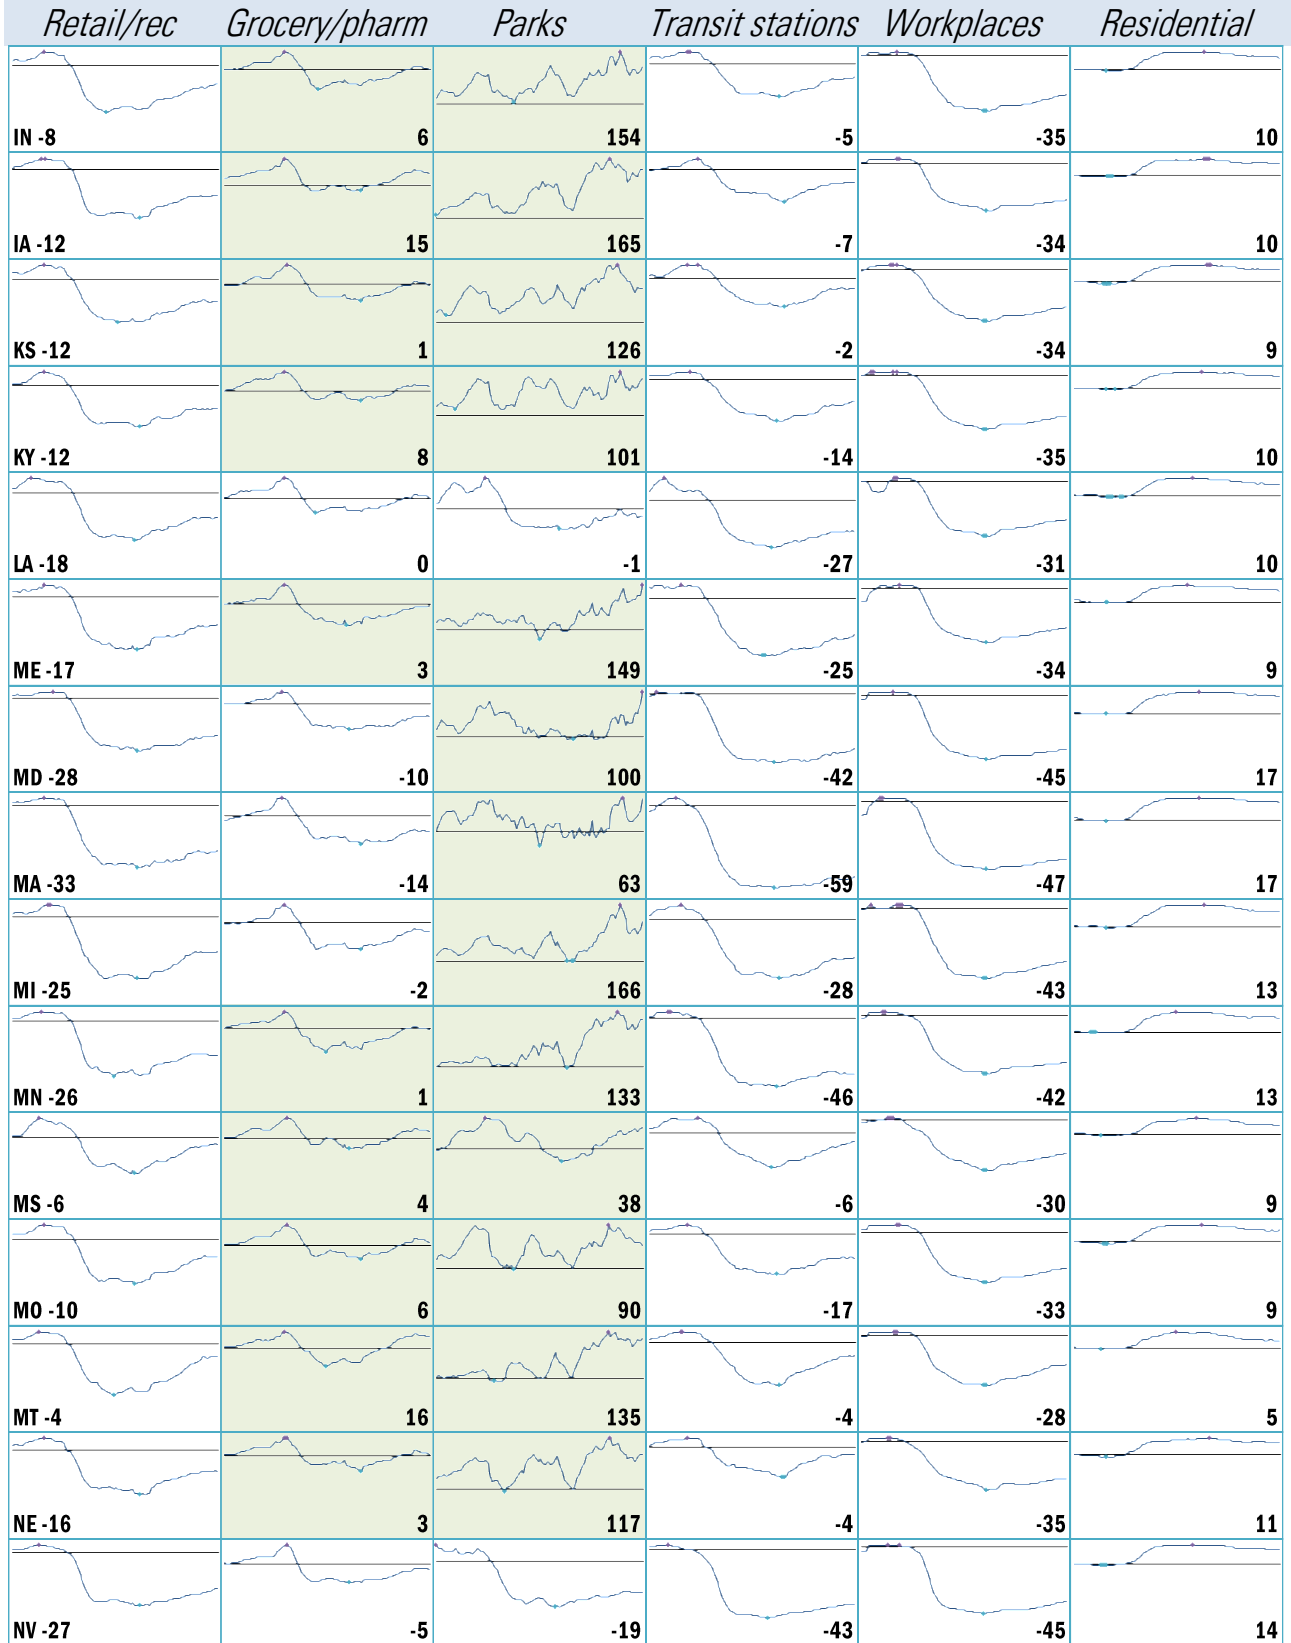 Retail/rec Grocery/pharm Parks Transit stations Workplaces Residential
IN -8 6 154 -5 -35 10
IA -12 15 165 -7 -34 10
KS -12 1 126 -2 -34 9
KY -12 8 101 -14 -35 10
LA -18 0 -1 -27 -31 10
ME -17 3 149 -25 -34 9
MD -28 -10 100 -42 -45 17
MA -33 -14 63 -59 -47 17
MI -25 -2 166 -28 -43 13
MN -26 1 133 -46 -42 13
MS -6 4 38 -6 -30 9
MO -10 6 90 -17 -33 9
MT -4 16 135 -4 -28 5
NE -16 3 117 -4 -35 11
NV -27 -5 -19 -43 -45 14